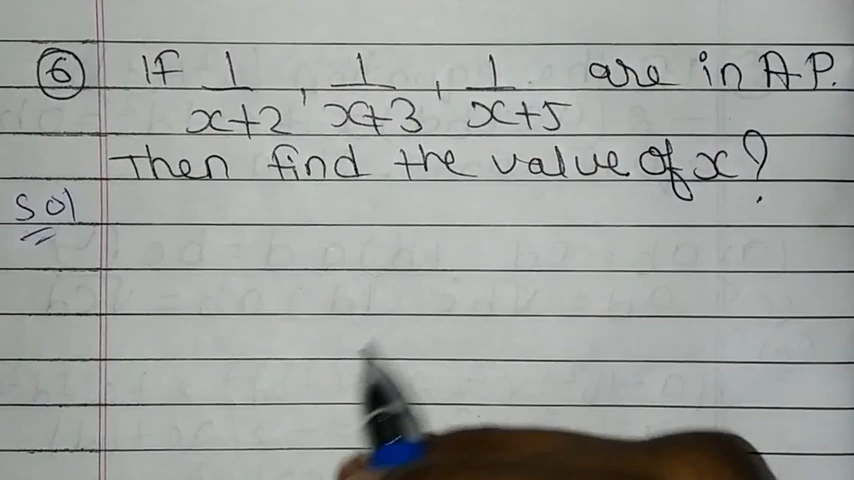 6 If 1/x+2, 1/x+3, 1/x+5 are in A.P.
Then find the value of x?
Sol